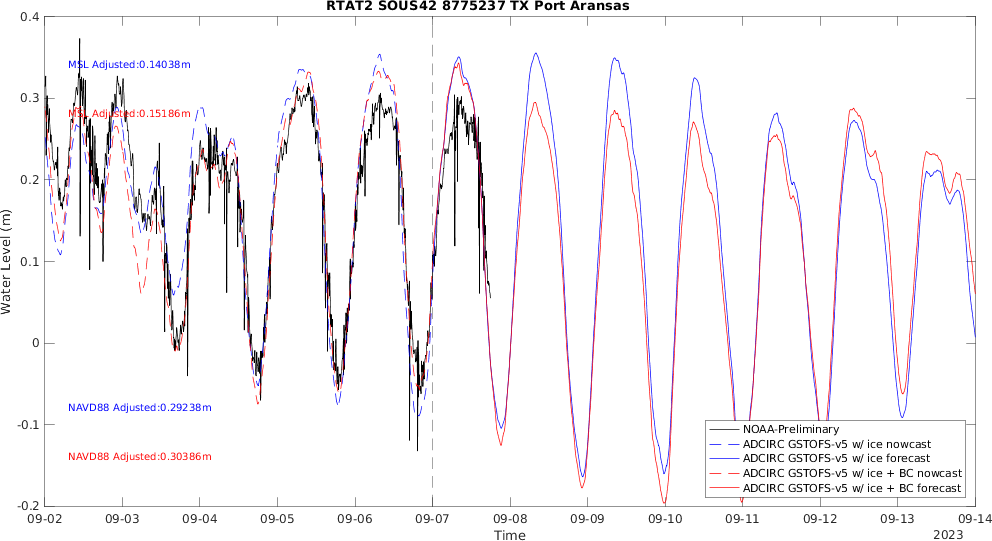 RTAT2 SOUS42 8775237 TX Port Aransas
0.4
0.3
0.2
0.1
0
-0.1
-0.2
Water Level (m)
MSL Adjusted:0.14038m
MSL Adjusted:0.15186m
NAVD88 Adjusted:0.29238m
NAVD88 Adjusted:0.30386m
NOAA-Preliminary
ADCIRC GSTOFS-v5 w/ ice nowcast
ADCIRC GSTOFS-v5 w/ ice forecast
ADCIRC GSTOFS-v5 w/ ice + BC nowcast
ADCIRC GSTOFS-v5 w/ ice + BC forecast
09-02 09-03 09-04 09-05 09-06 09-07 09-08 09-09 09-10 09-11 09-12 09-13 09-14
Time
2023